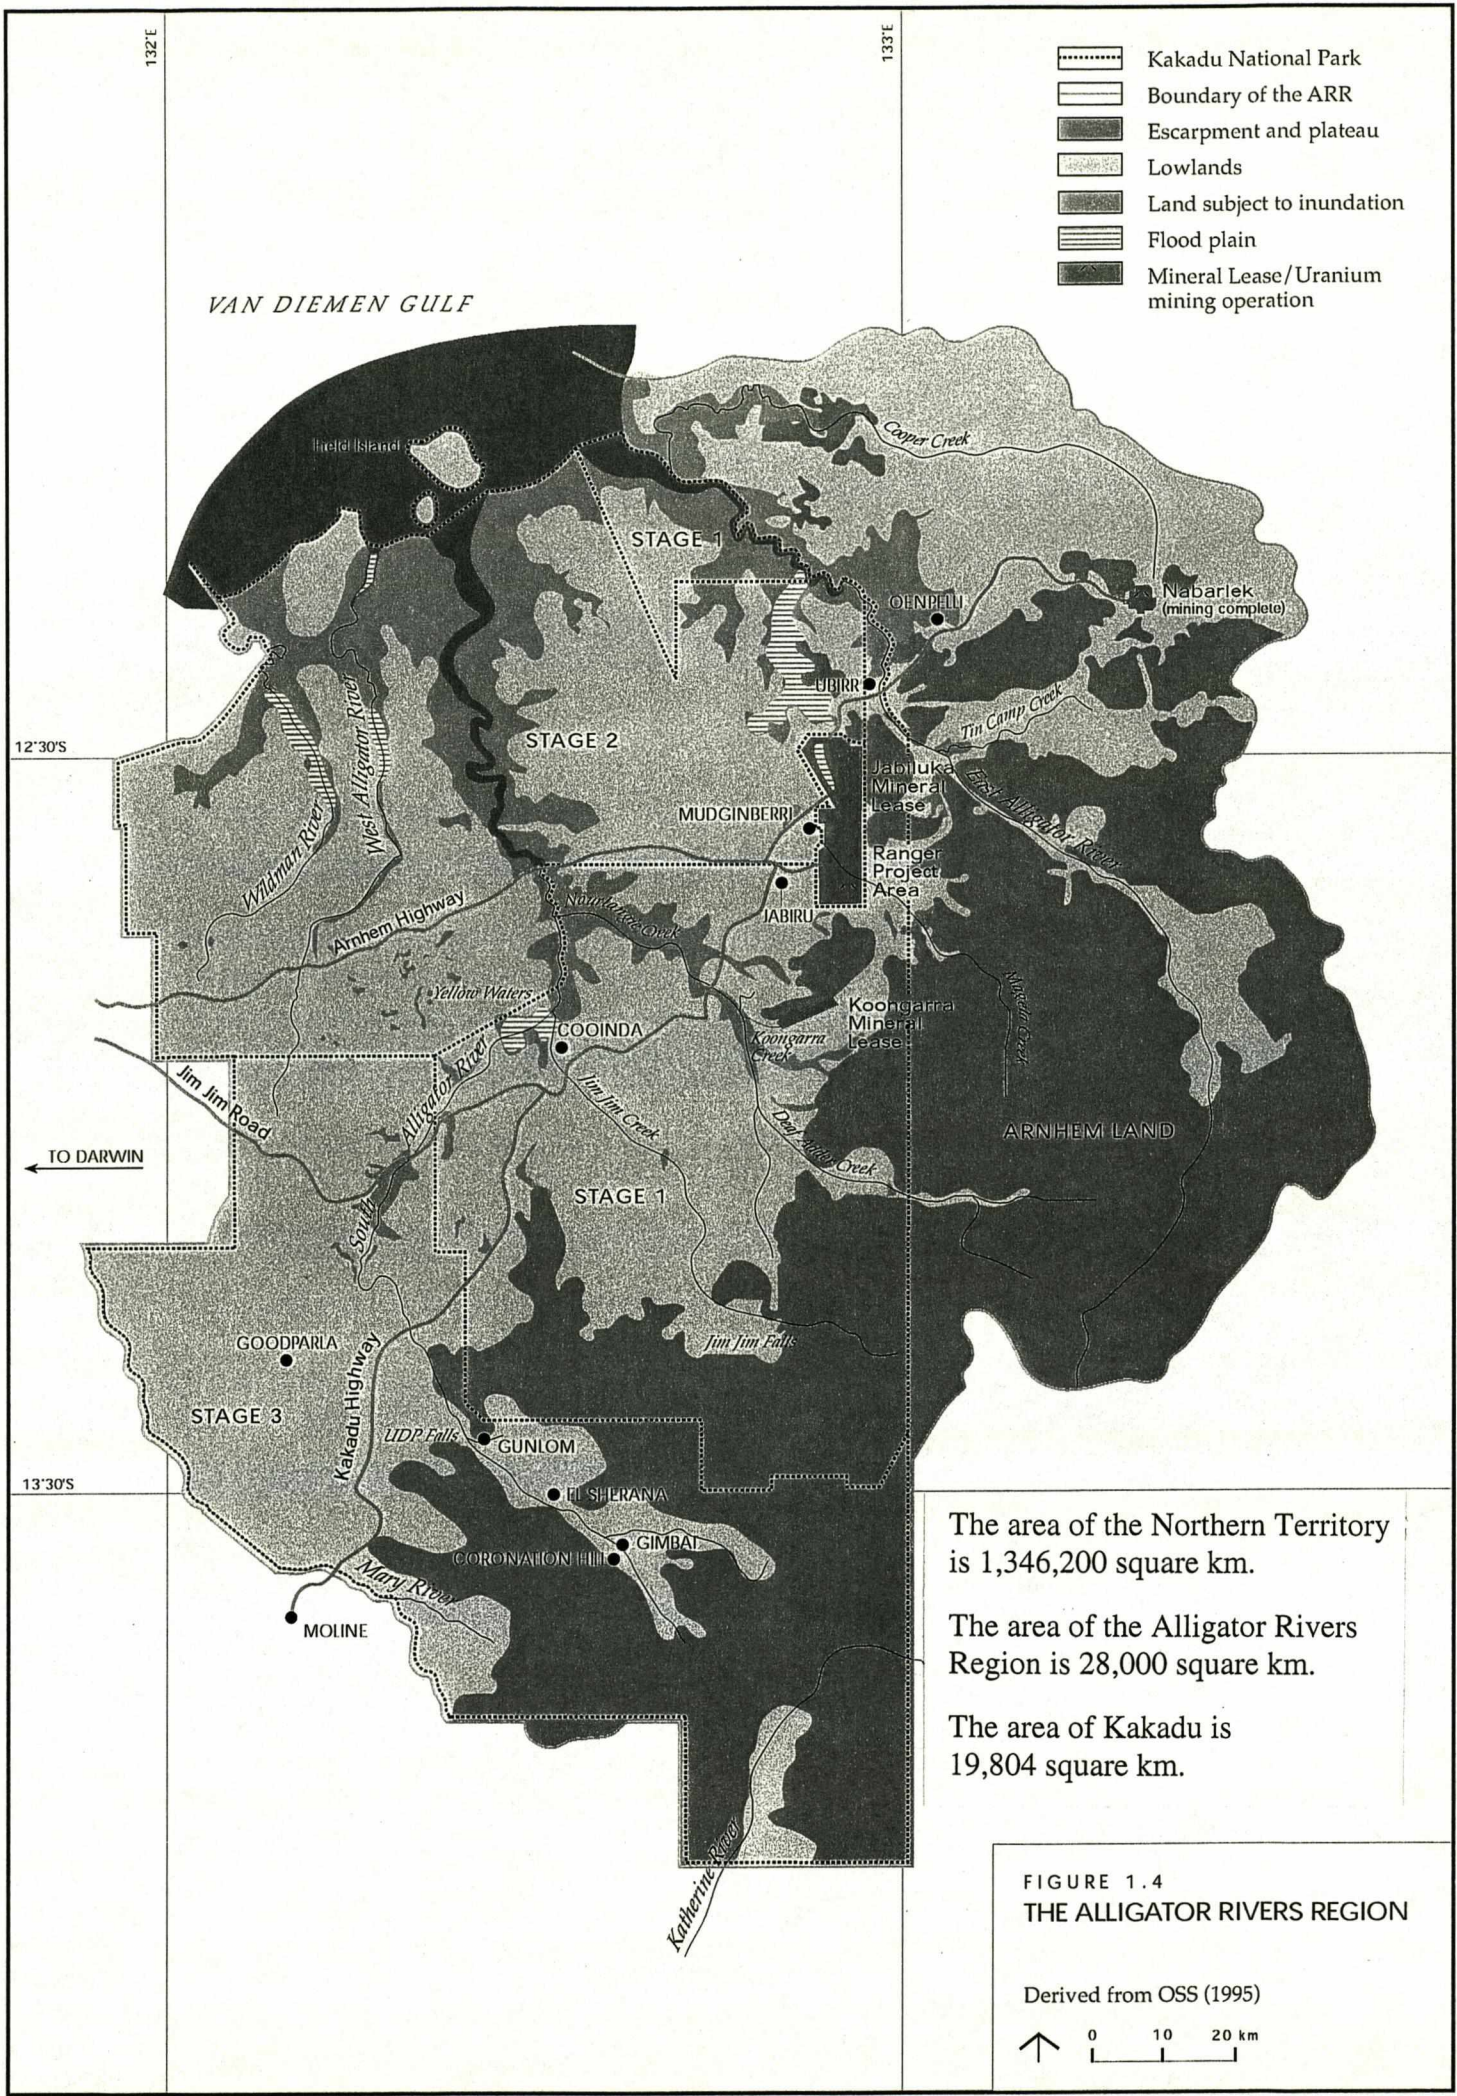 132°E
133°E
Kakadu National Park
Boundary of the ARR
Escarpment and plateau
Lowlands
Land subject to inundation
Flood plain
Mineral Lease/Uranium
mining operation
VAN DIEMEN GULF
Field Island
Cooper Creek
STAGE 1
Nabarlek
(mining complete)
OENPELLI
UBIRR
Tin Camp Creek
12°30'S
STAGE 2
West Alligator River
Wildman River
Jabiluka
Mineral
Lease
East Alligator River
MUDGINBERRI
Ranger
Project
Area
JABIRU
Arnhem Highway
Nourlangie Creek
Yellow Waters
Magela Creek
COOINDA
Koongarra
Mineral
Lease
Koongarra
Creek
Jim Jim Road
South Alligator River
Jim Jim Creek
Deaf Adder Creek
ARNHEM LAND
TO DARWIN
STAGE 1
GOODPARLA
Jim Jim Falls
Kakadu Highway
STAGE 3
UDP Falls
GUNLOM
13°30'S
EL SHERANA
GIMBAT
CORONATION HILL
Mary River
MOLINE
Katherine River
The area of the Northern Territory
is 1,346,200 square km.
The area of the Alligator Rivers
Region is 28,000 square km.
The area of Kakadu is
19,804 square km.
FIGURE 1.4
THE ALLIGATOR RIVERS REGION
Derived from OSS (1995)
0 10 20 km